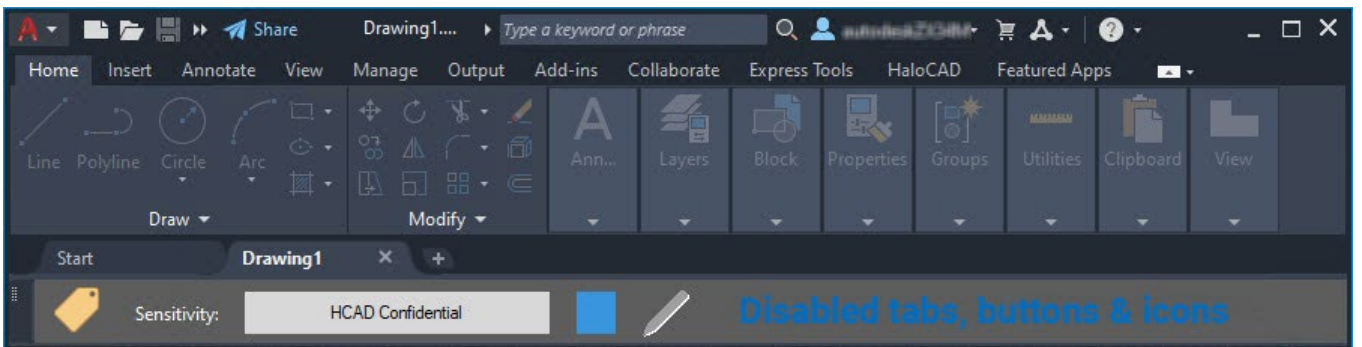 A Share Drawing1.... Type a keyword or phrase ?
Home Insert Annotate View Manage Output Add-ins Collaborate Express Tools HaloCAD Featured Apps
Line Polyline Circle Arc A Ann... Layers Block Properties Groups Utilities Clipboard View
Draw Modify
Start Drawing1
Sensitivity: HCAD Confidential Disabled tabs, buttons & icons